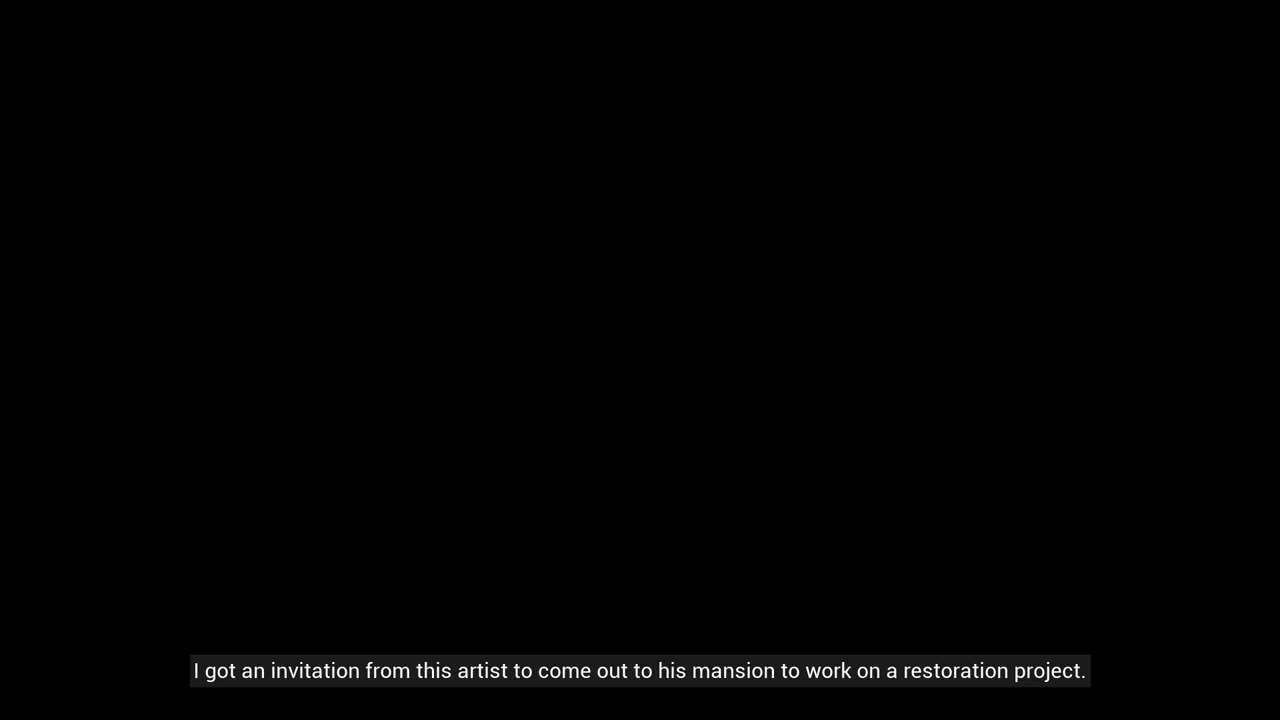 I got an invitation from this artist to come out to his mansion to work on a restoration project.